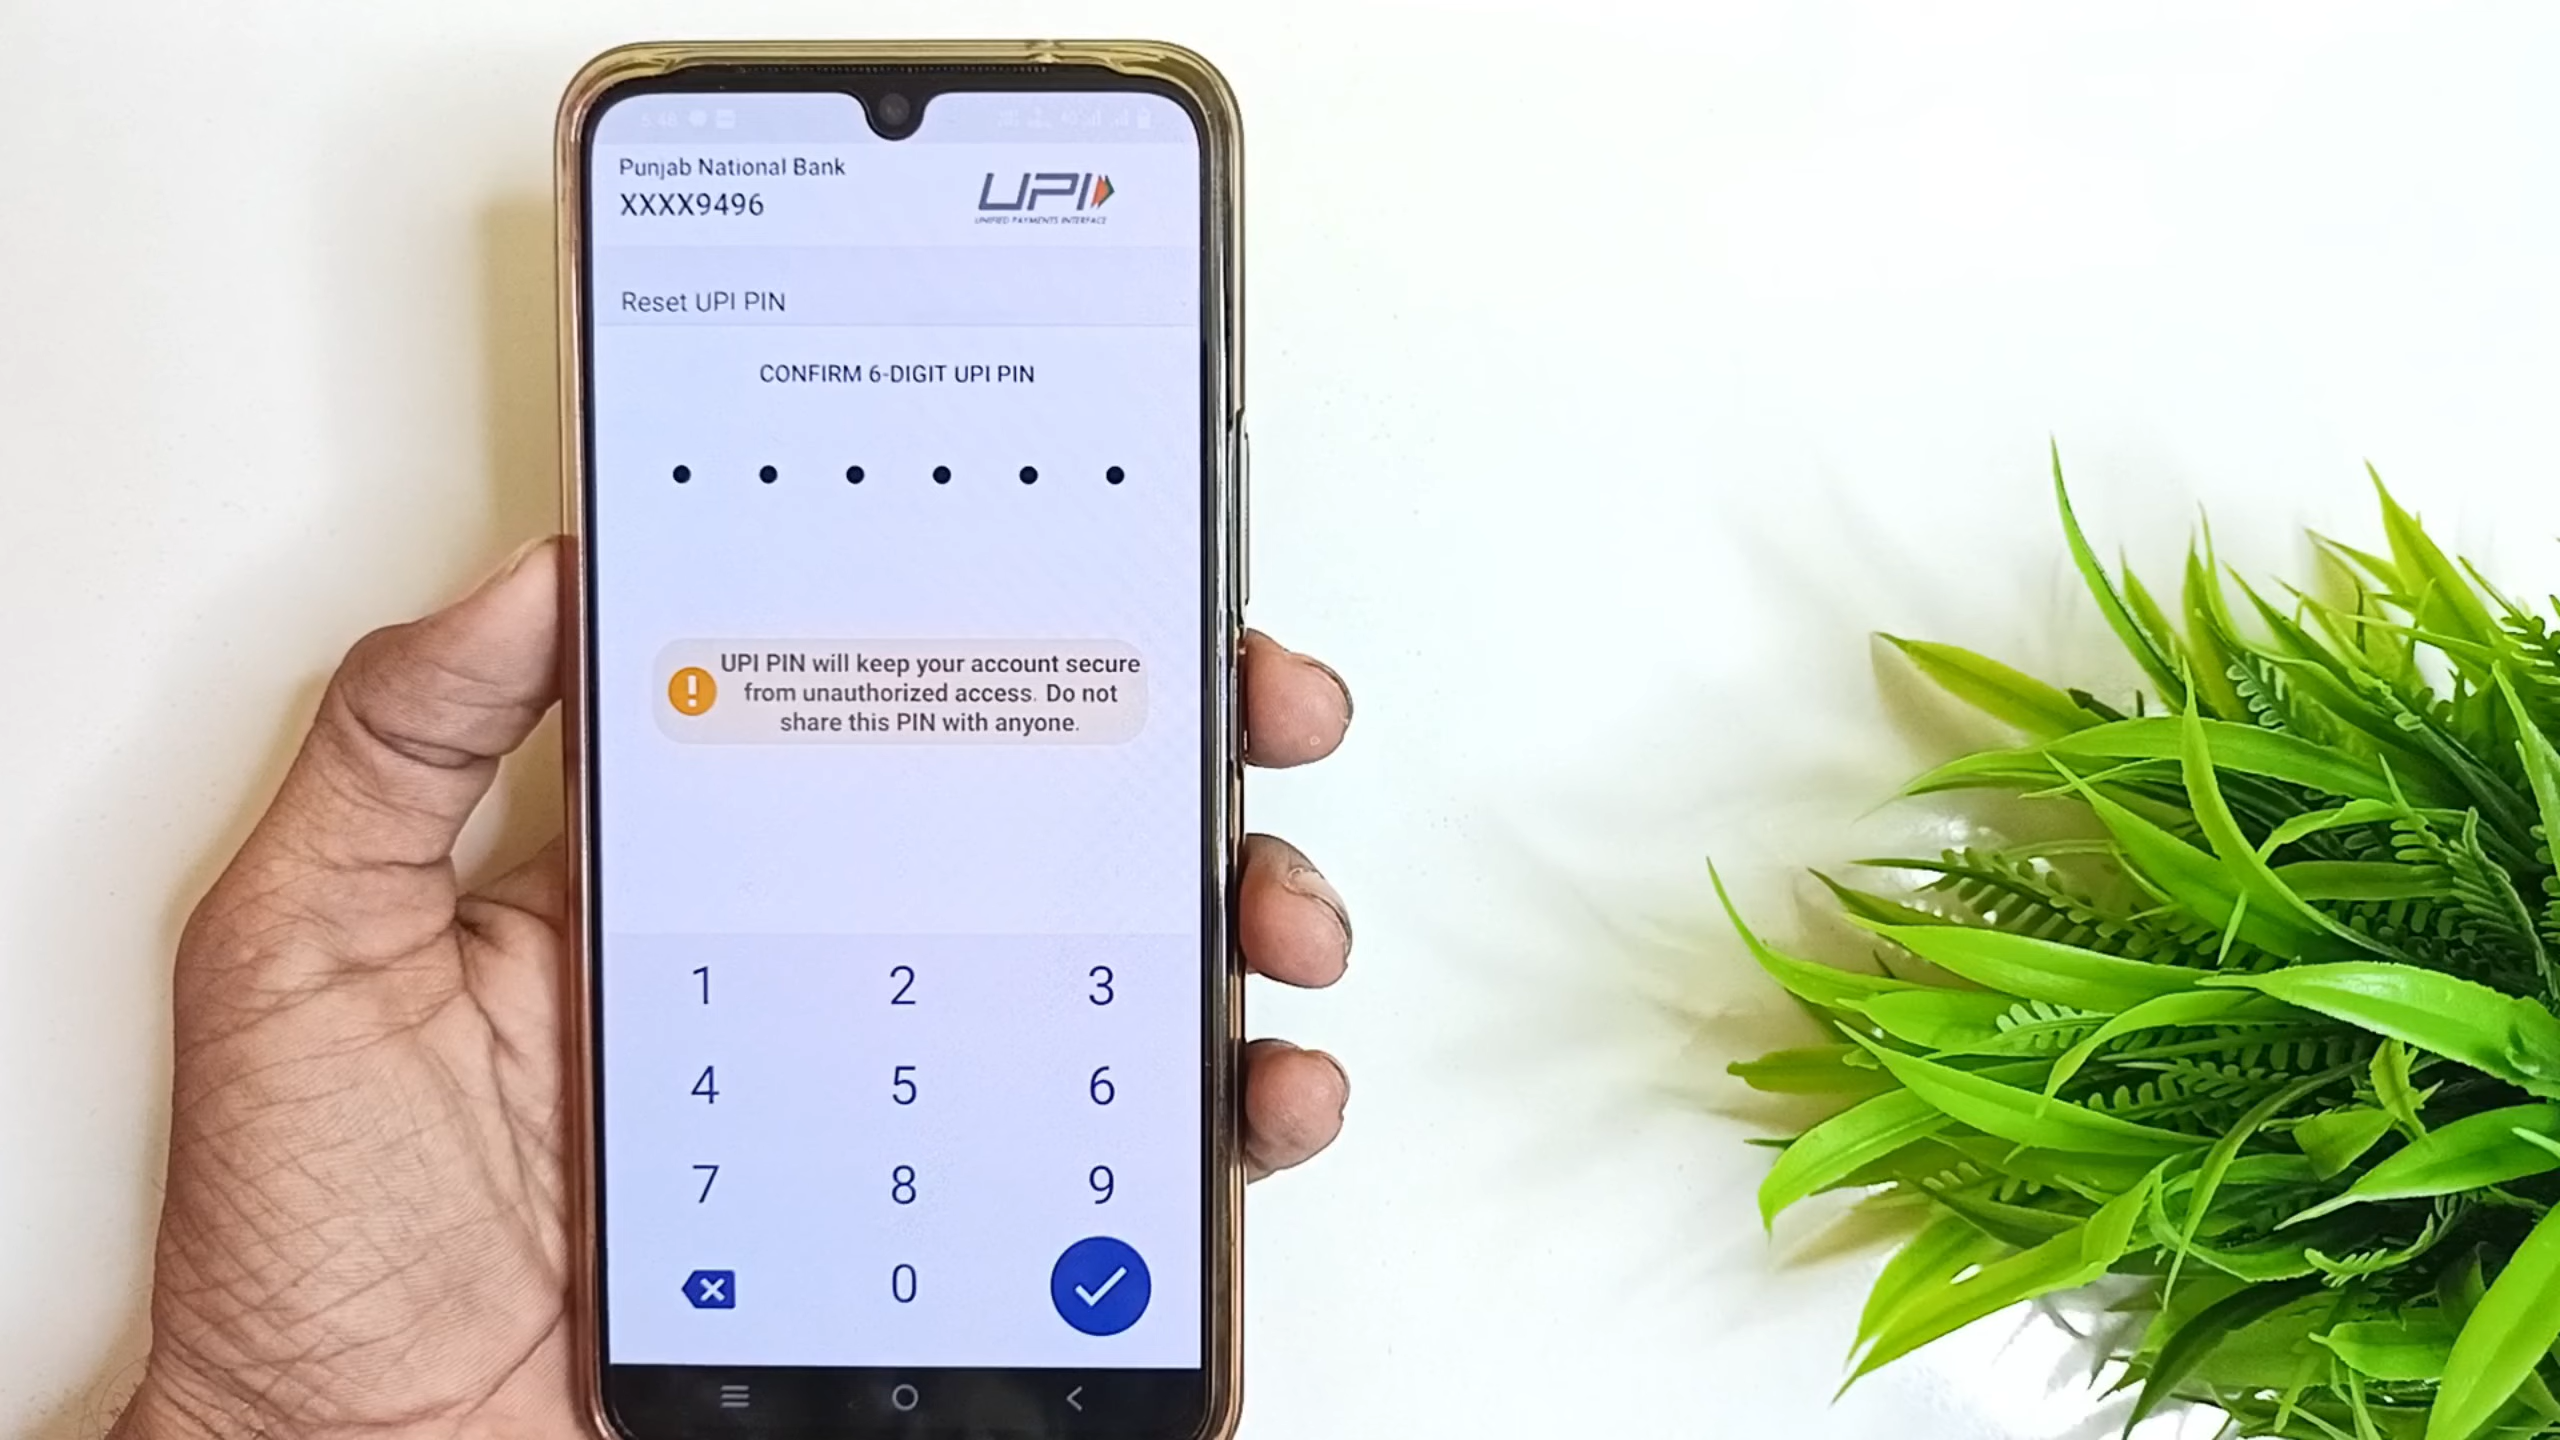 5:48
Punjab National Bank
XXXX9496
UPI
UNIFIED PAYMENTS INTERFACE
Reset UPI PIN
CONFIRM 6-DIGIT UPI PIN
UPI PIN will keep your account secure
from unauthorized access. Do not
share this PIN with anyone.
1 2 3
4 5 6
7 8 9
0